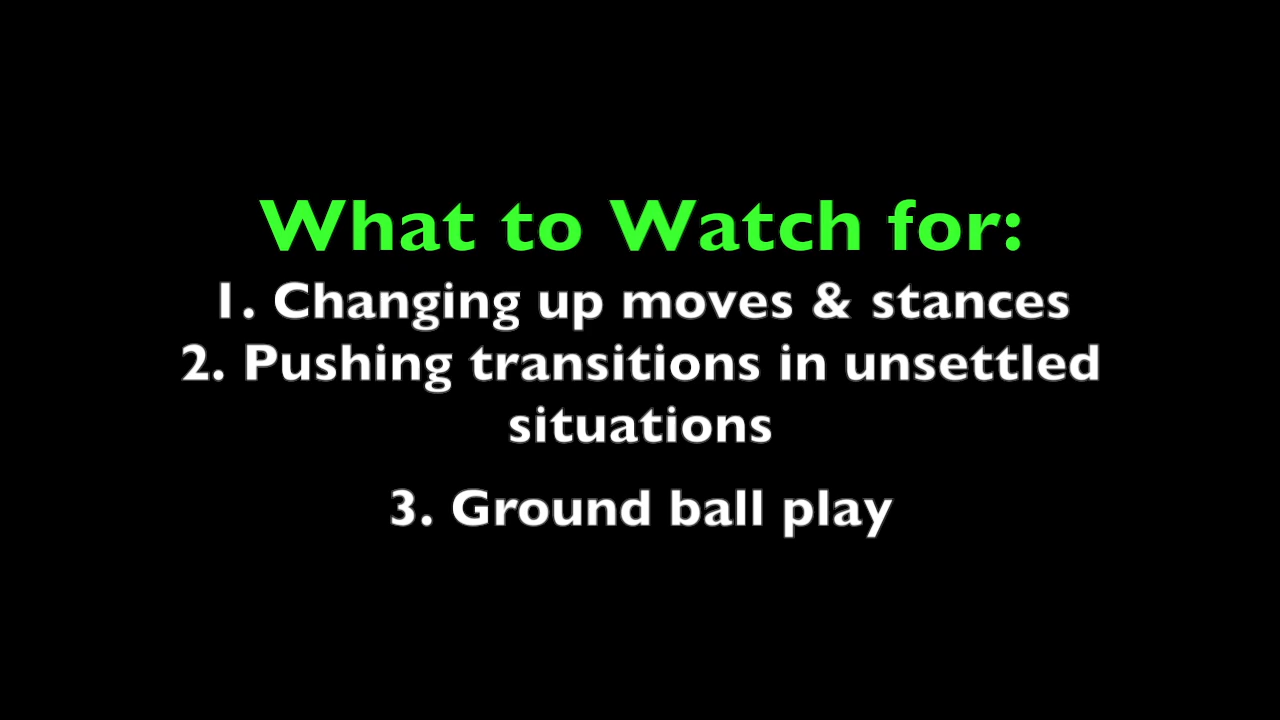 What to Watch for:
1. Changing up moves & stances
2. Pushing transitions in unsettled
situations
3. Ground ball play